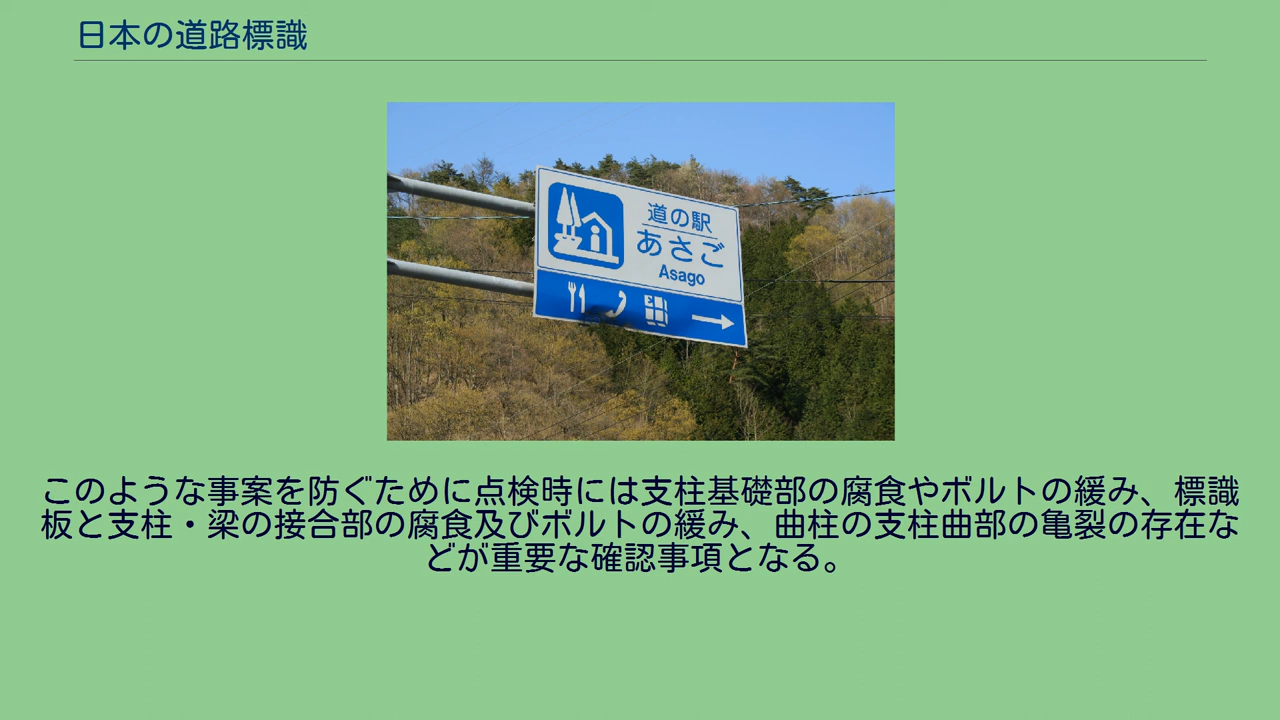 日本の道路標識
道の駅
あさご
Asago
このような事案を防ぐために点検時には支柱基礎部の腐食やボルトの緩み、標識
板と支柱・梁の接合部の腐食及びボルトの緩み、曲柱の支柱曲部の亀裂の存在な
どが重要な確認事項となる。